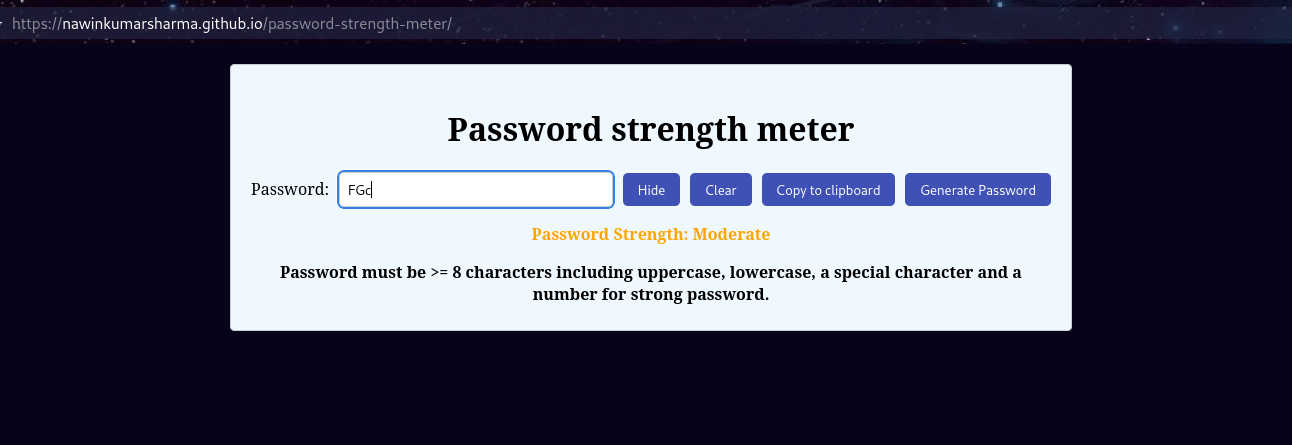 https://nawinkumarsharma.github.io/password-strength-meter/
Password strength meter
Password: FGc Hide Clear Copy to clipboard Generate Password
Password Strength: Moderate
Password must be >= 8 characters including uppercase, lowercase, a special character and a
number for strong password.